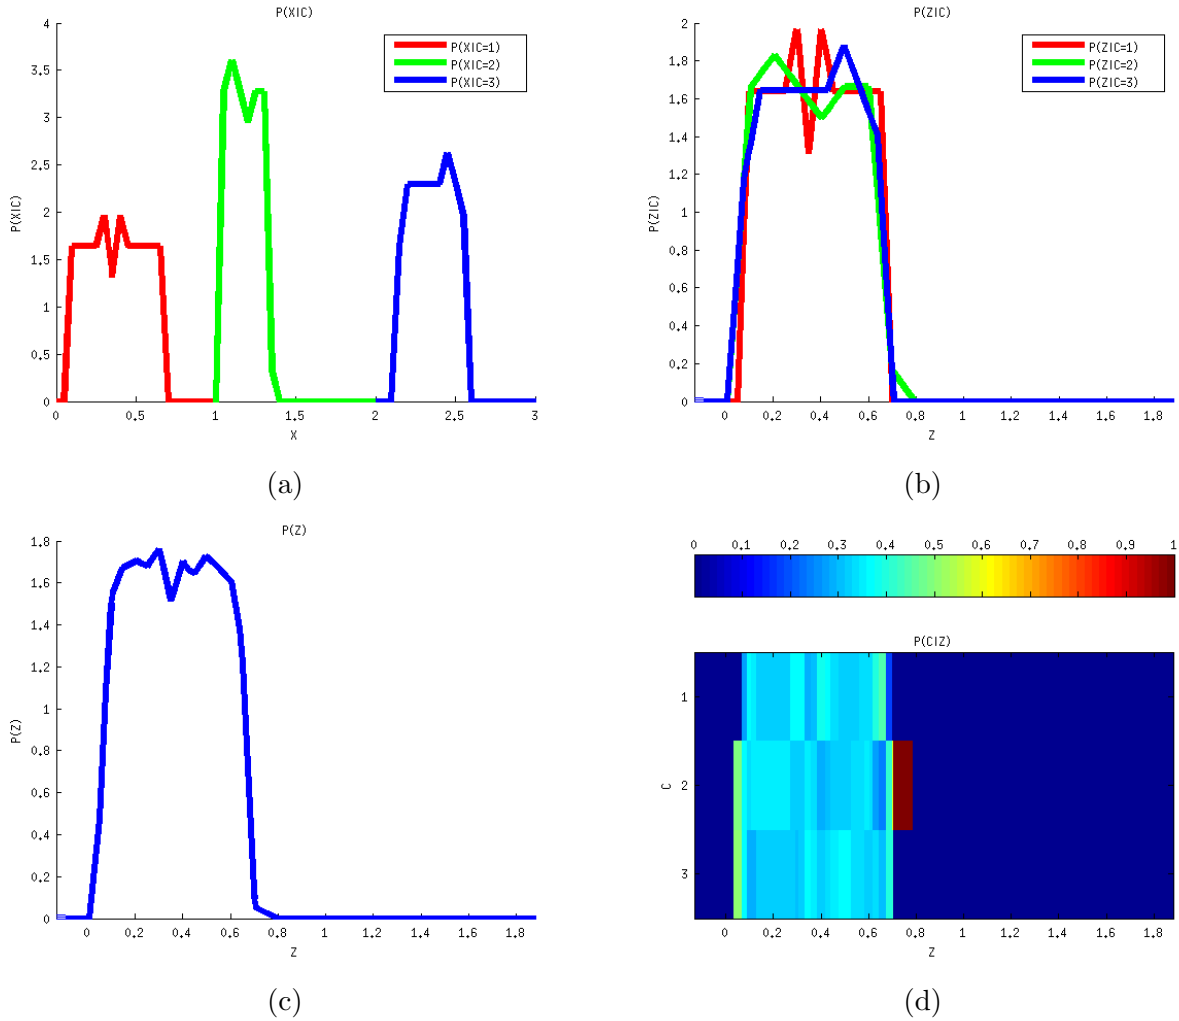 P(X|C)
4
3.5
3
2.5
2
1.5
1
0.5
0
P(X|C)
P(X|C=1)
P(X|C=2)
P(X|C=3)
0 0.5 1 1.5 2 2.5 3
X
(a)
P(Z|C)
2
1.8
1.6
1.4
1.2
1
0.8
0.6
0.4
0.2
0
P(Z|C)
P(Z|C=1)
P(Z|C=2)
P(Z|C=3)
0 0.2 0.4 0.6 0.8 1 1.2 1.4 1.6 1.8
Z
(b)
P(Z)
1.8
1.6
1.4
1.2
1
0.8
0.6
0.4
0.2
0
P(Z)
0 0.2 0.4 0.6 0.8 1 1.2 1.4 1.6 1.8
Z
(c)
0 0.1 0.2 0.3 0.4 0.5 0.6 0.7 0.8 0.9 1
P(C|Z)
1
2
3
C
0 0.2 0.4 0.6 0.8 1 1.2 1.4 1.6 1.8
Z
(d)